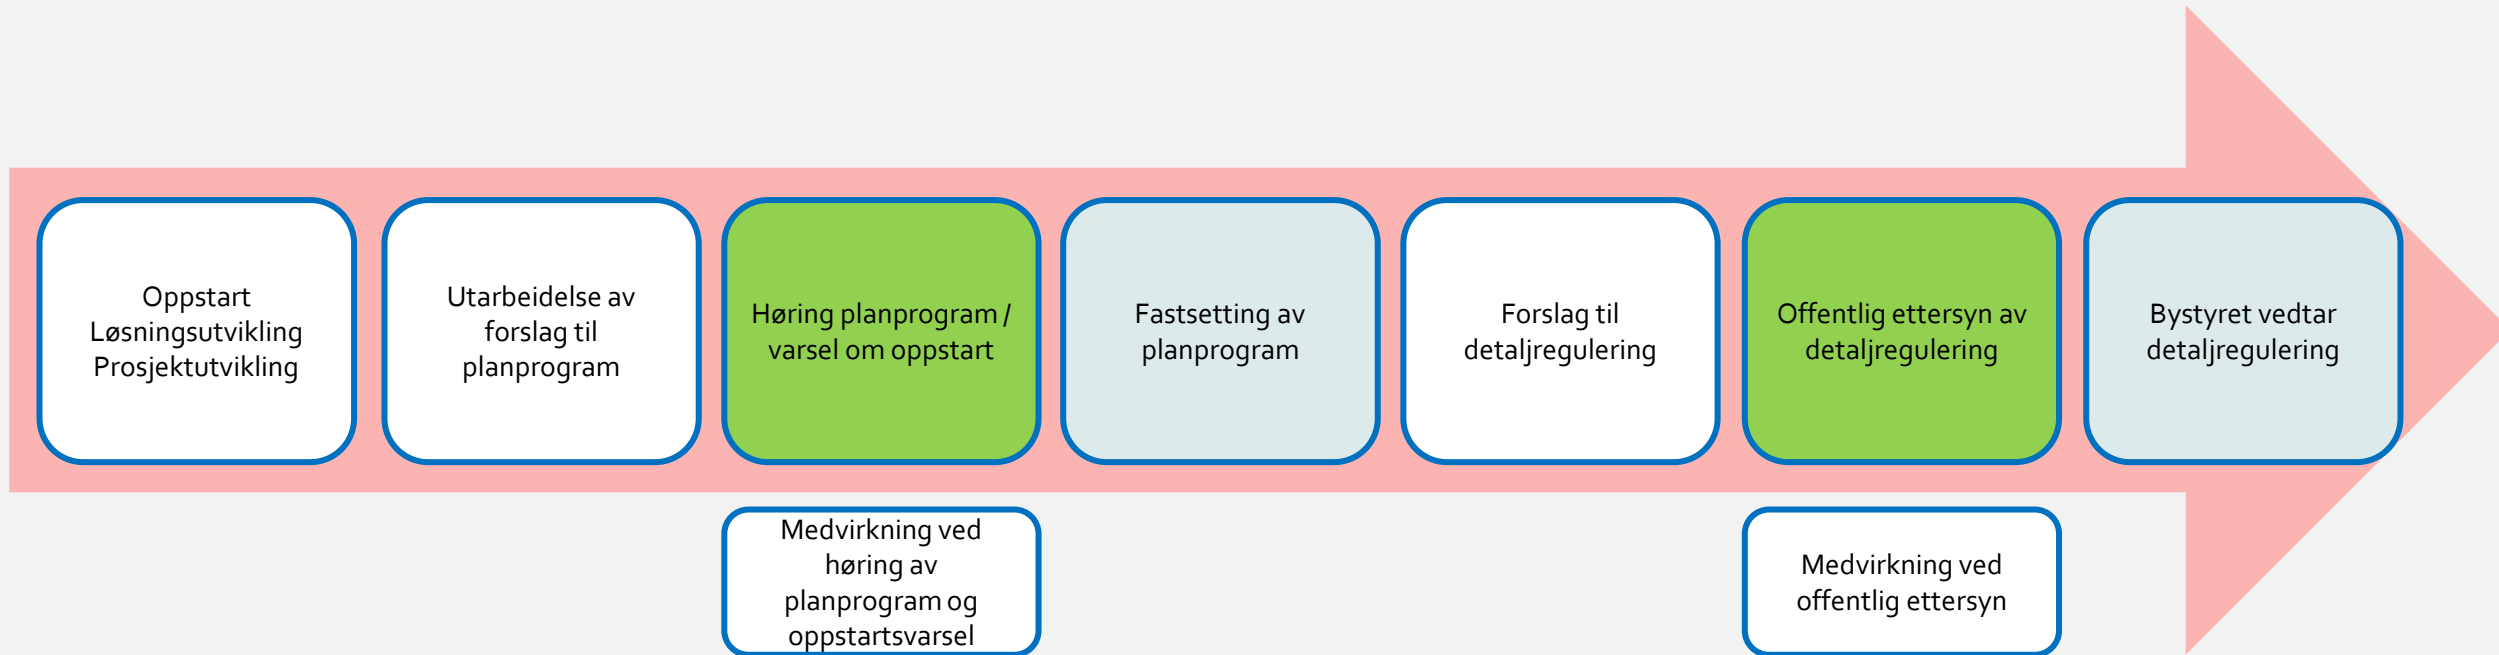 Oppstart
Løsningsutvikling
Prosjektutvikling
Utarbeidelse av
forslag til
planprogram
Høring planprogram /
varsel om oppstart
Fastsetting av
planprogram
Forslag til
detaljregulering
Offentlig ettersyn av
detaljregulering
Bystyret vedtar
detaljregulering
Medvirkning ved
høring av
planprogram og
oppstartsvarsel
Medvirkning ved
offentlig ettersyn